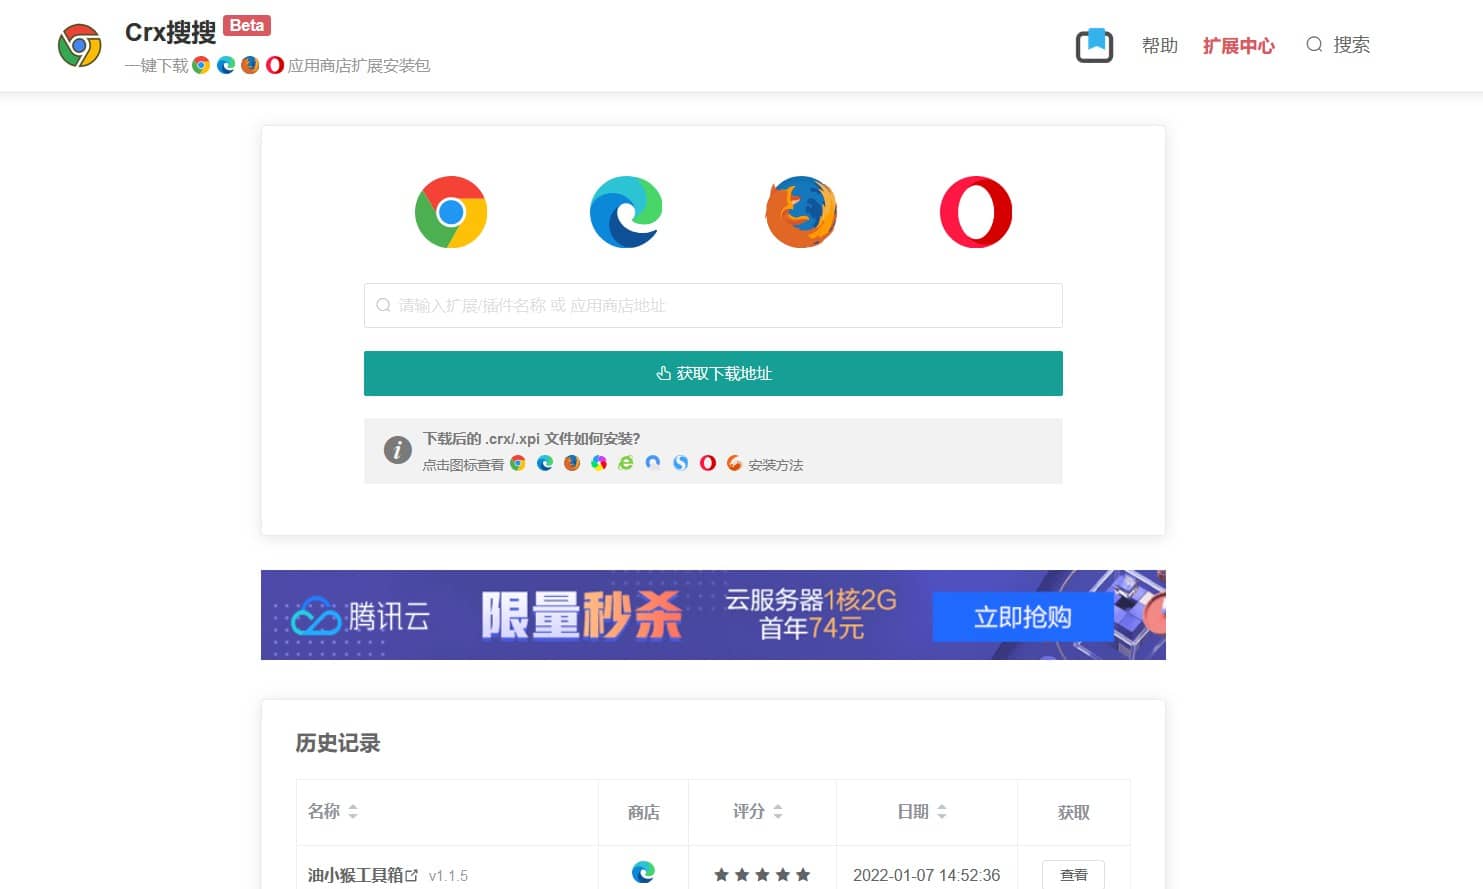 Crx搜搜 Beta
一键下载 应用商店扩展安装包
帮助 扩展中心 搜索
请输入扩展/插件名称 或 应用商店地址
获取下载地址
下载后的 .crx/.xpi 文件如何安装?
点击图标查看 安装方法
腾讯云 限量秒杀 云服务器1核2G
首年74元
立即抢购
历史记录
名称 商店 评分 日期 获取
油小猴工具箱 v1.1.5 2022-01-07 14:52:36 查看